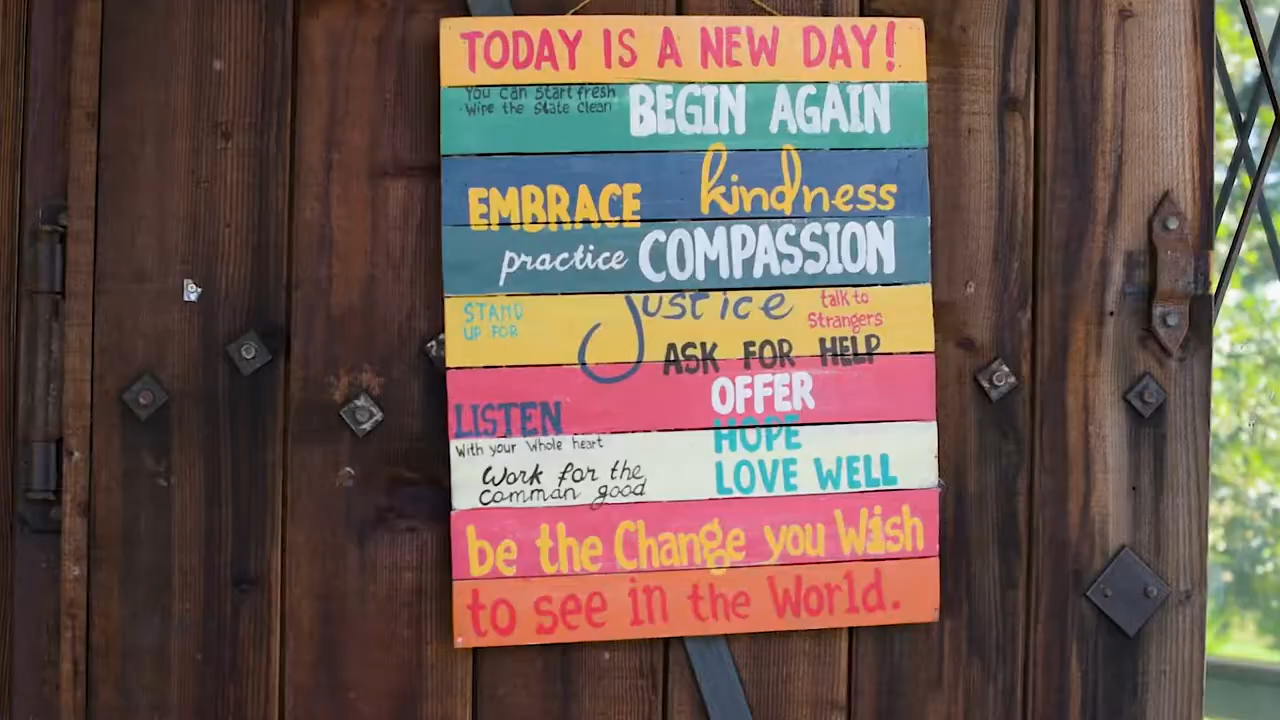 TODAY IS A NEW DAY!
You can start fresh
Wipe the slate clean
BEGIN AGAIN
EMBRACE kindness
practice COMPASSION
STAND
UP FOR
Justice
talk to
Strangers
ASK FOR HELP
OFFER
HOPE
LISTEN
With your whole heart
Work for the
common good
LOVE WELL
be the Change you Wish
to see in the World.